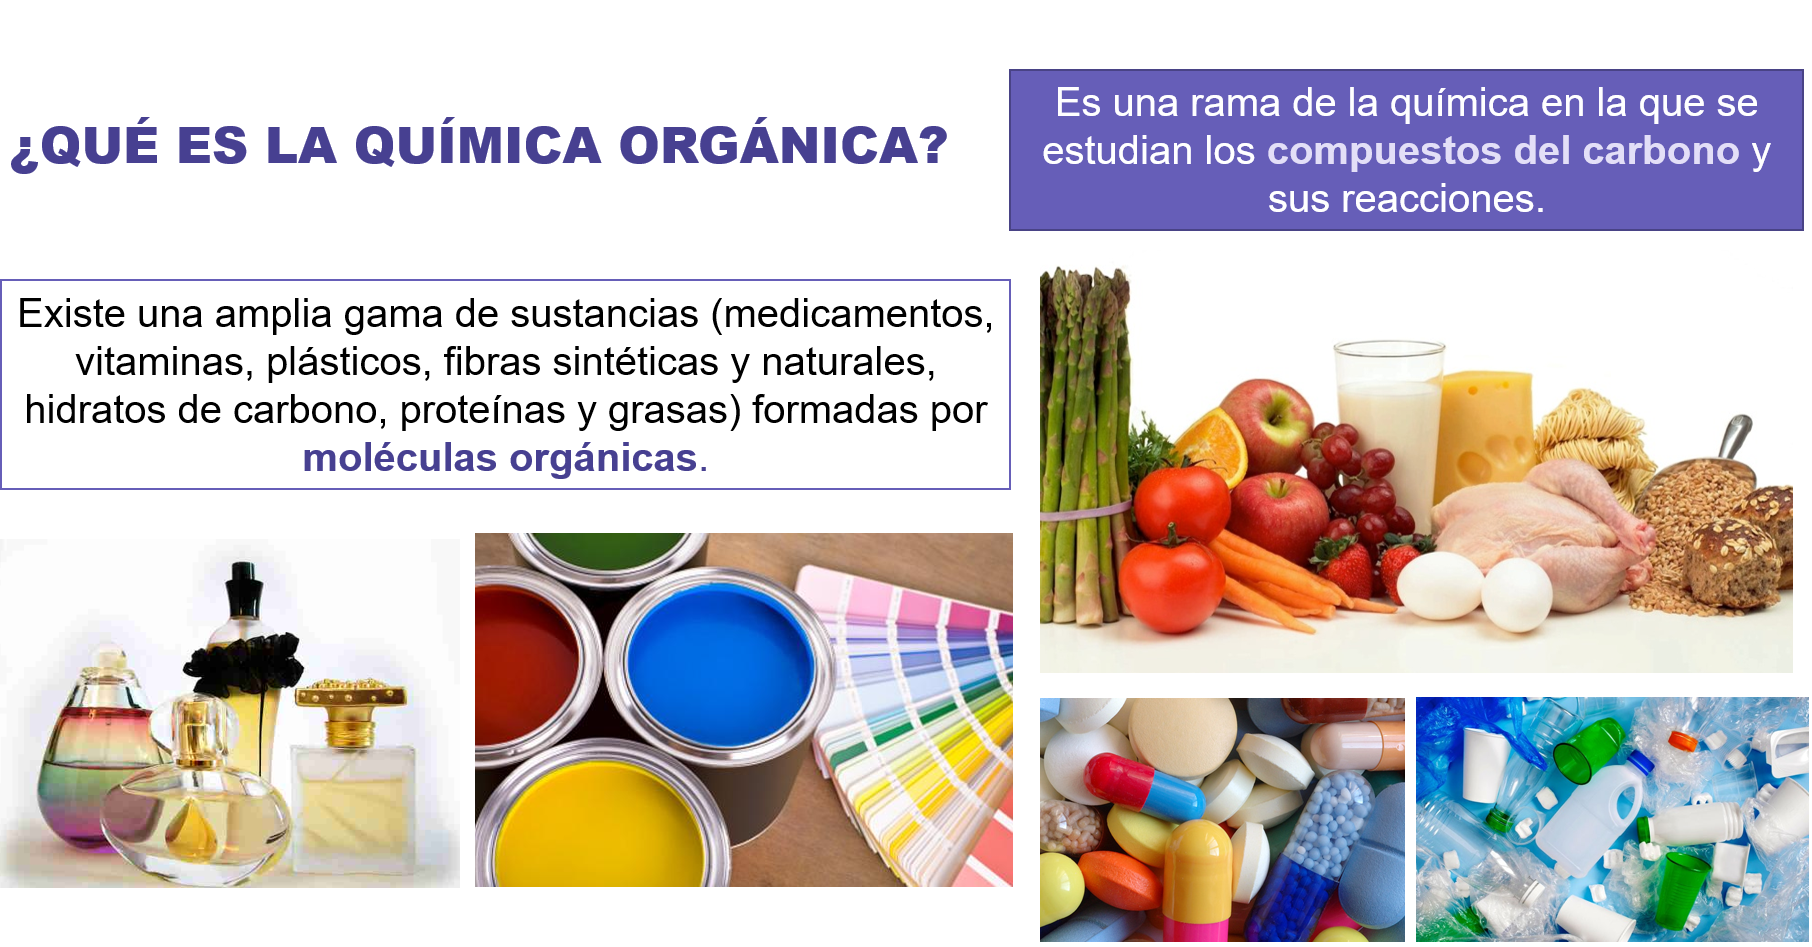 ¿QUÉ ES LA QUÍMICA ORGÁNICA?
Es una rama de la química en la que se
estudian los compuestos del carbono y
sus reacciones.
Existe una amplia gama de sustancias (medicamentos,
vitaminas, plásticos, fibras sintéticas y naturales,
hidratos de carbono, proteínas y grasas) formadas por
moléculas orgánicas.